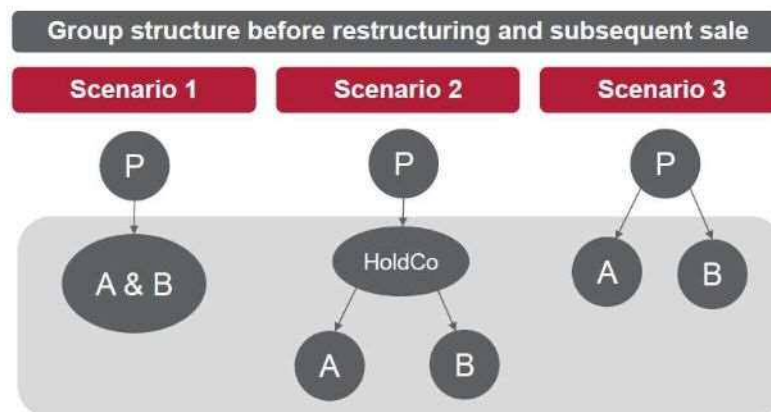 Group structure before restructuring and subsequent sale
Scenario 1
Scenario 2
Scenario 3
P
P
P
A & B
HoldCo
A
B
A
B